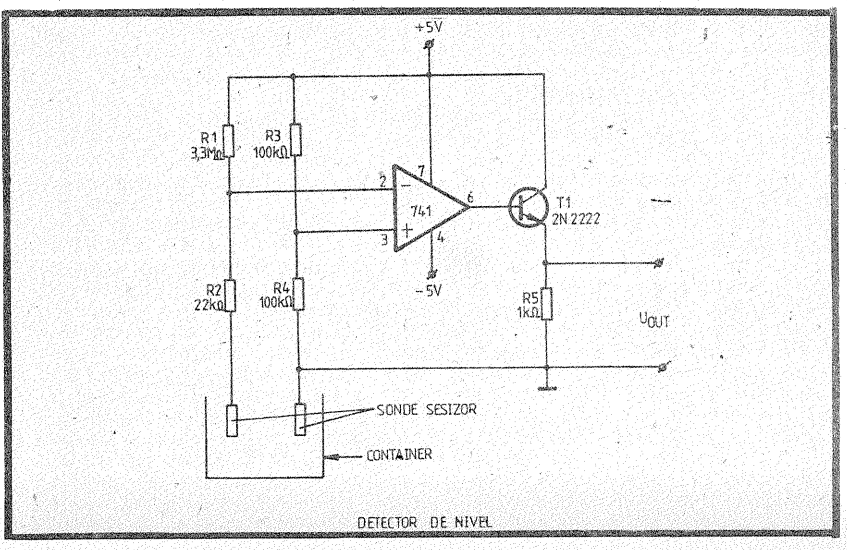 +5V
R1
3,3MΩ
R3
100kΩ
2
-
7
741
3
+
4
6
T1
2N2222
-5V
R2
22kΩ
R4
100kΩ
R5
1kΩ
UOUT
SONDE SESIZOR
CONTAINER
DETECTOR DE NIVEL